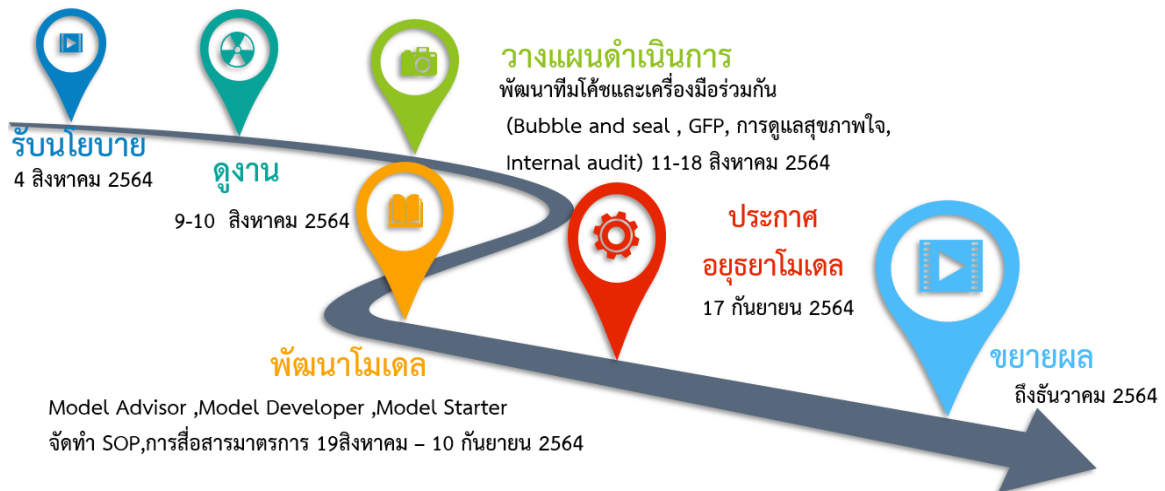 รับนโยบาย
4 สิงหาคม 2564
ดูงาน
9-10 สิงหาคม 2564
วางแผนดำเนินการ
พัฒนาทีมโค้ชและเครื่องมือร่วมกัน
(Bubble and seal , GFP, การดูแลสุขภาพใจ,
Internal audit) 11-18 สิงหาคม 2564
พัฒนาโมเดล
Model Advisor ,Model Developer ,Model Starter
จัดทำ SOP,การสื่อสารมาตรการ 19สิงหาคม – 10 กันยายน 2564
ประกาศ
อยุธยาโมเดล
17 กันยายน 2564
ขยายผล
ถึงธันวาคม 2564